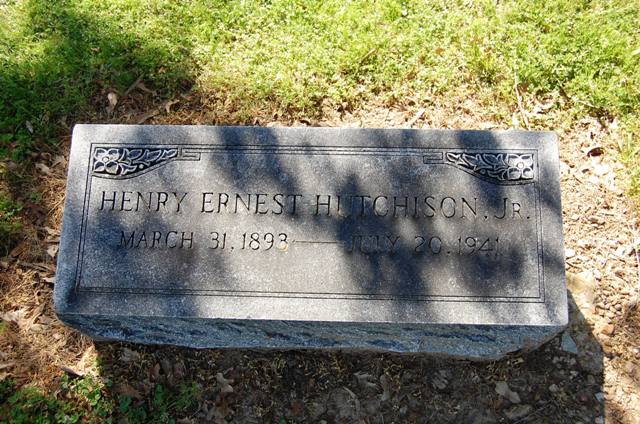 HENRY ERNEST HUTCHISON, JR.
MARCH 31, 1893—JULY 20, 1941